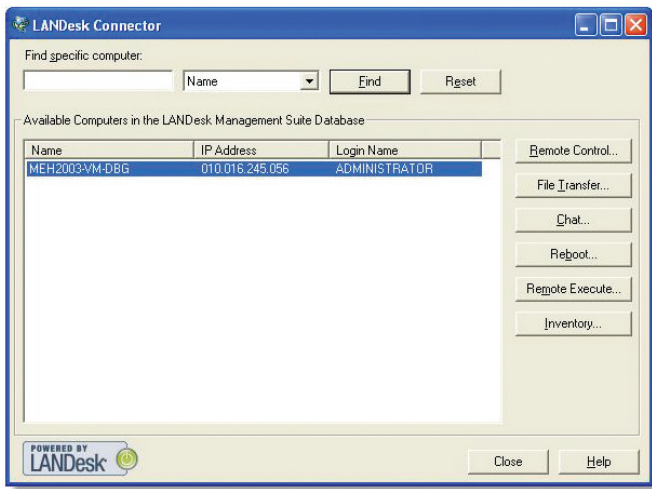 LANDesk Connector
Find specific computer:
Name Find Reset
Available Computers in the LANDesk Management Suite Database
Name IP Address Login Name
MEH2003-VM-DBG 010.016.245.056 ADMINISTRATOR
Remote Control...
File Transfer...
Chat...
Reboot...
Remote Execute...
Inventory...
POWERED BY
LANDesk
Close Help